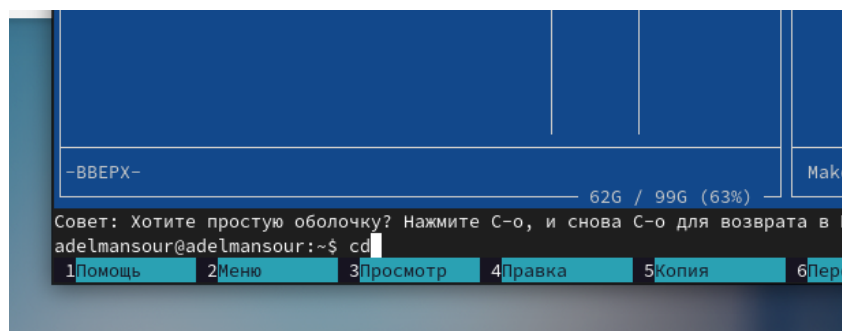 -ВВЕРХ-
Make
62G / 99G (63%)
Совет: Хотите простую оболочку? Нажмите C-o, и снова C-o для возврата в
adelmansour@adelmansour:~$ cd
1Помощь 2Меню 3Просмотр 4Правка 5Копия 6Пер